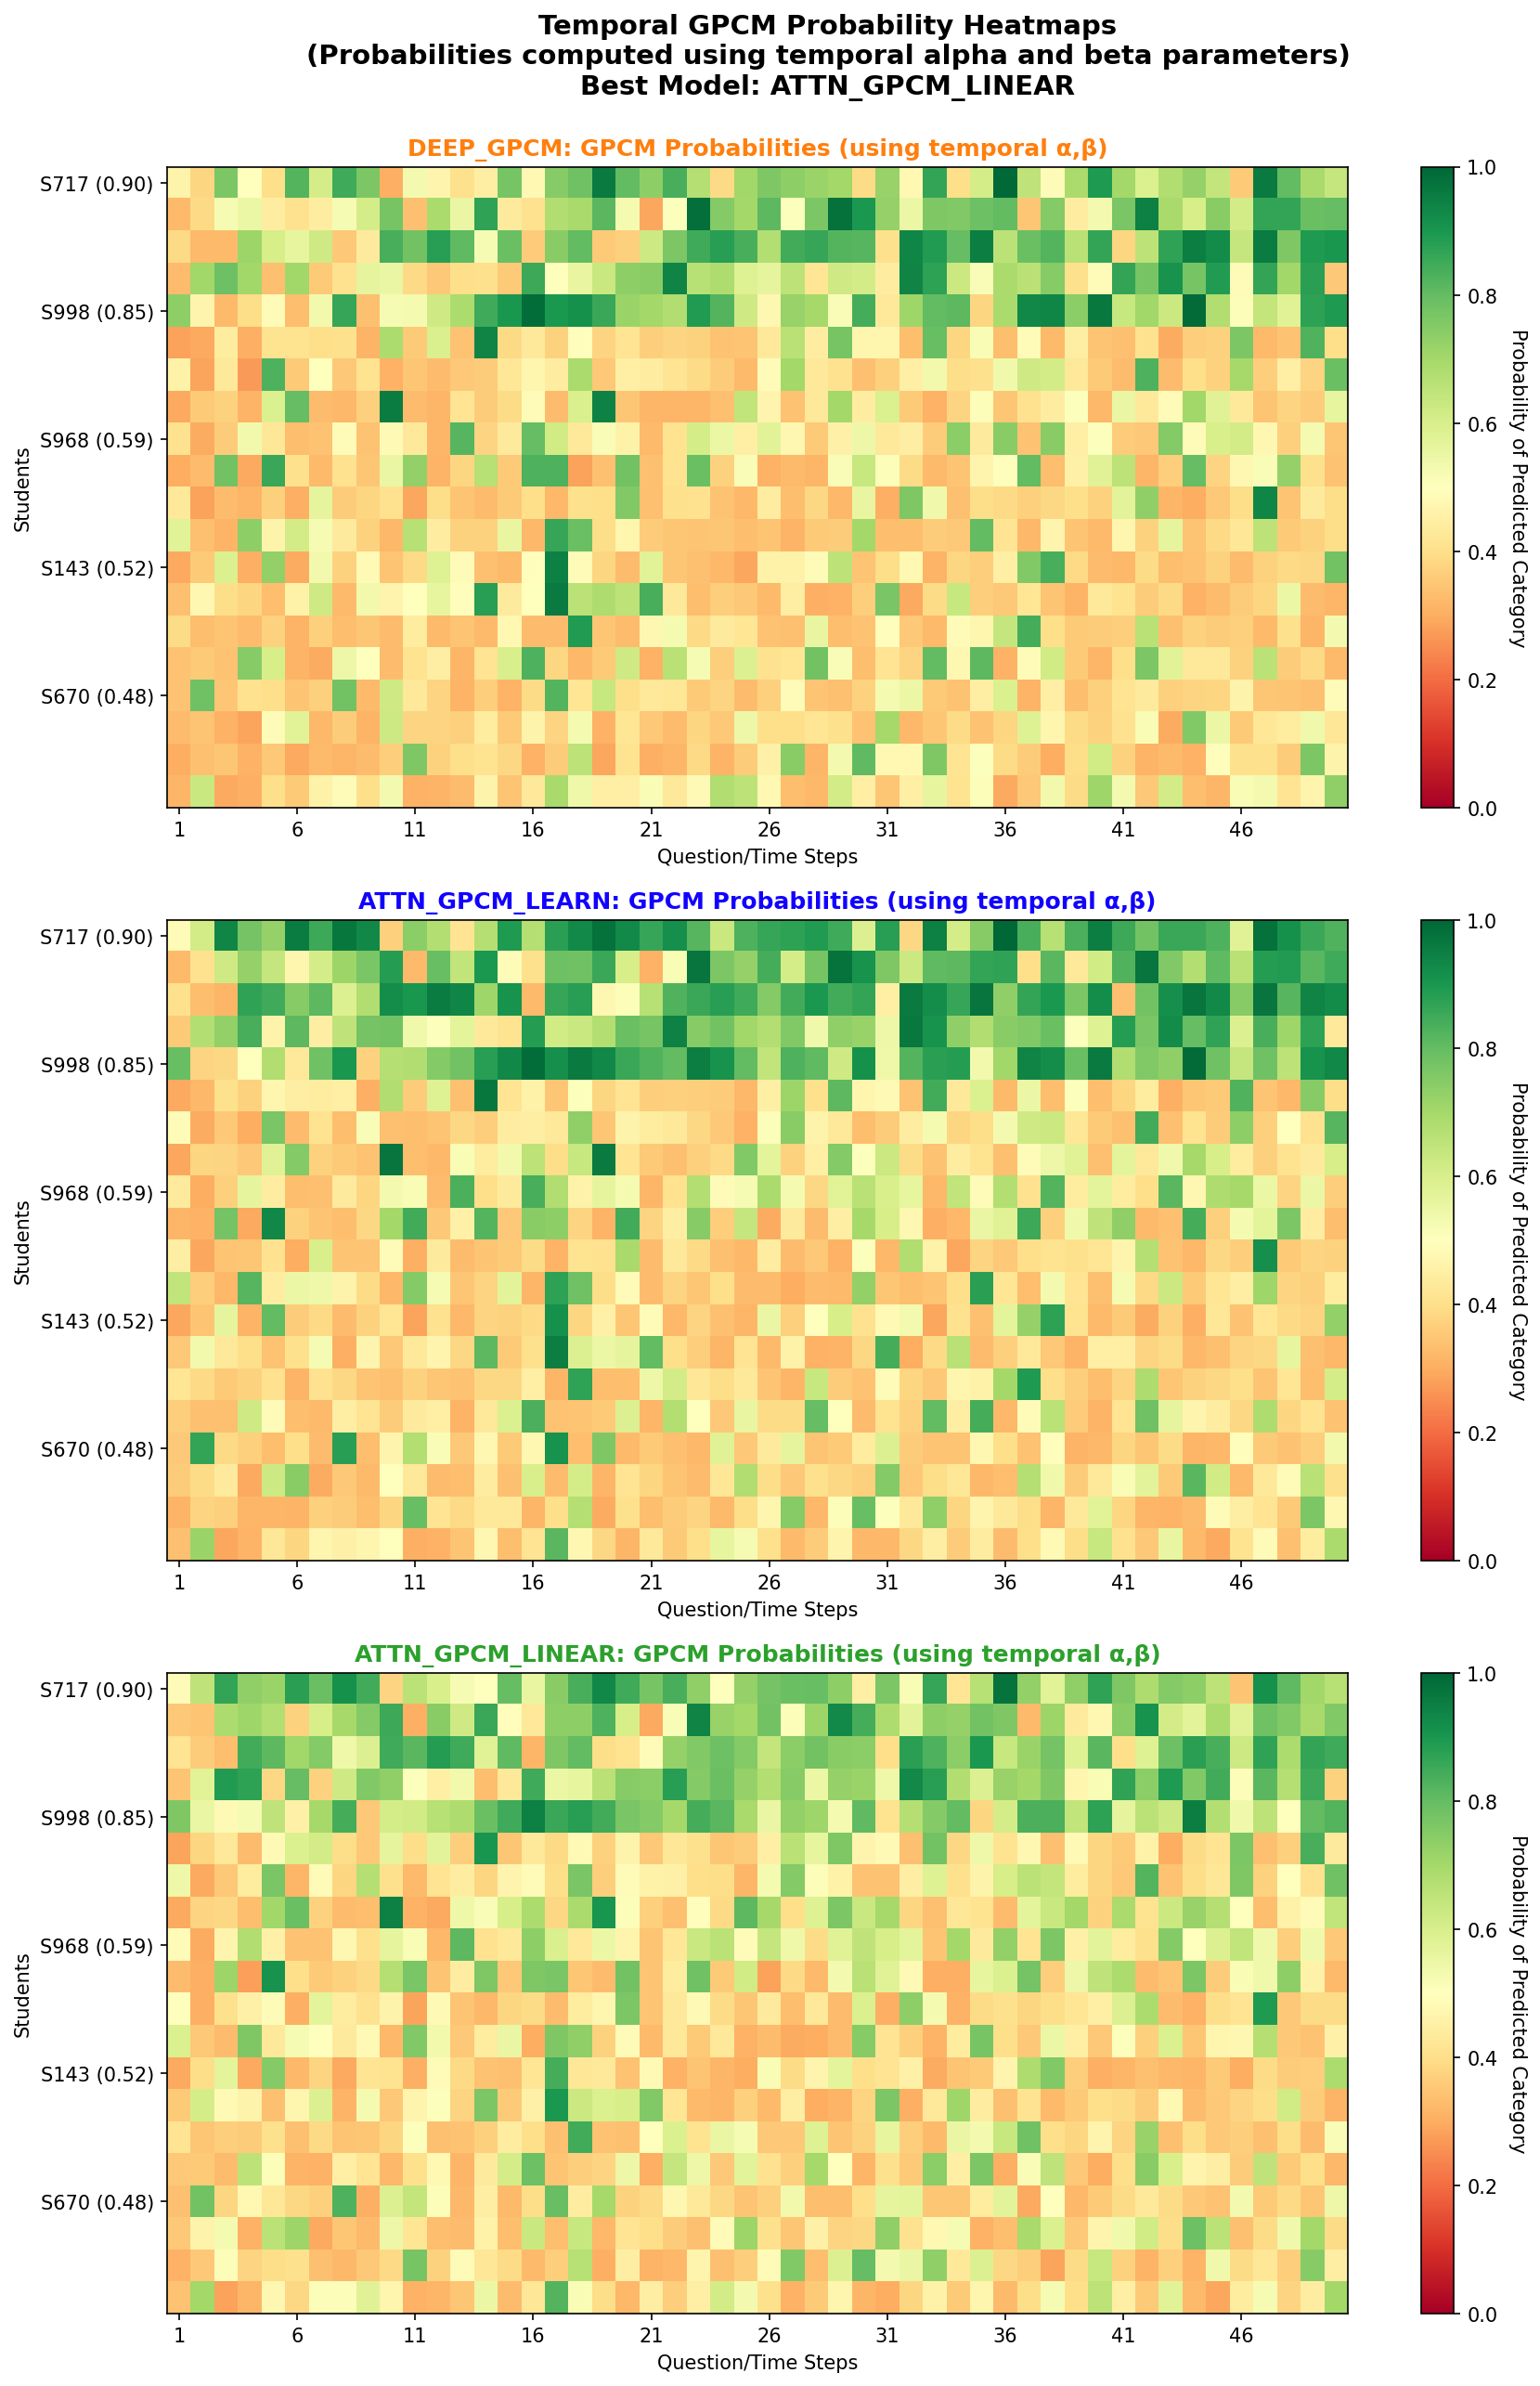 Temporal GPCM Probability Heatmaps
(Probabilities computed using temporal alpha and beta parameters)
Best Model: ATTN_GPCM_LINEAR
DEEP_GPCM: GPCM Probabilities (using temporal α,β)
S717 (0.90)
S998 (0.85)
S968 (0.59)
S143 (0.52)
S670 (0.48)
Students
1 6 11 16 21 26 31 36 41 46
Question/Time Steps
1.0
0.8
0.6
0.4
0.2
0.0
Probability of Predicted Category
ATTN_GPCM_LEARN: GPCM Probabilities (using temporal α,β)
S717 (0.90)
S998 (0.85)
S968 (0.59)
S143 (0.52)
S670 (0.48)
Students
1 6 11 16 21 26 31 36 41 46
Question/Time Steps
1.0
0.8
0.6
0.4
0.2
0.0
Probability of Predicted Category
ATTN_GPCM_LINEAR: GPCM Probabilities (using temporal α,β)
S717 (0.90)
S998 (0.85)
S968 (0.59)
S143 (0.52)
S670 (0.48)
Students
1 6 11 16 21 26 31 36 41 46
Question/Time Steps
1.0
0.8
0.6
0.4
0.2
0.0
Probability of Predicted Category